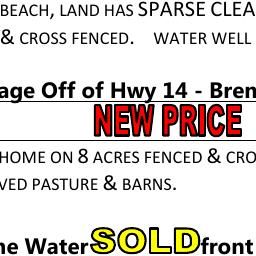 BEACH, LAND HAS SPARSE CLEA
& CROSS FENCED. WATER WELL
age Off of Hwy 14 - Bren
NEW PRICE
HOME ON 8 ACRES FENCED & CRO
VED PASTURE & BARNS.
ne Water SOLD front